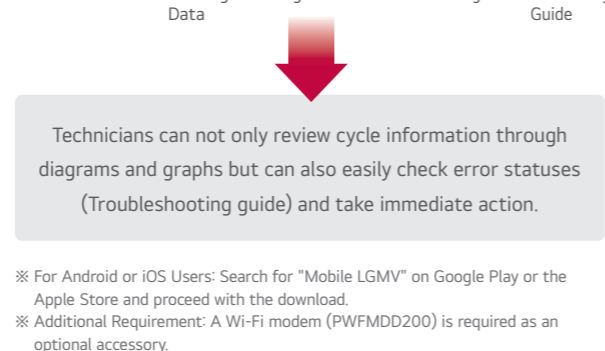 Data Guide
Technicians can not only review cycle information through
diagrams and graphs but can also easily check error statuses
(Troubleshooting guide) and take immediate action.
※ For Android or iOS Users: Search for "Mobile LGMV" on Google Play or the
Apple Store and proceed with the download.
※ Additional Requirement: A Wi-Fi modem (PWFMDD200) is required as an
optional accessory.